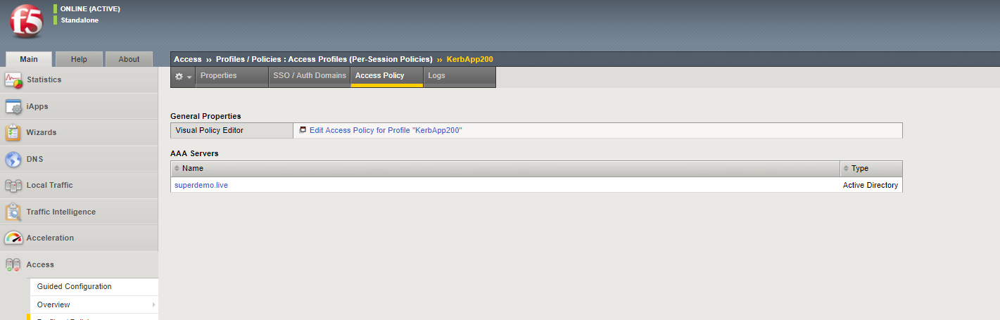 f5
ONLINE (ACTIVE)
Standalone
Main Help About
Access ›› Profiles / Policies : Access Profiles (Per-Session Policies) ›› KerbApp200
Properties SSO / Auth Domains Access Policy Logs
Statistics
iApps
Wizards
DNS
Local Traffic
Traffic Intelligence
Acceleration
Access
Guided Configuration
Overview
General Properties
Visual Policy Editor Edit Access Policy for Profile "KerbApp200"
AAA Servers
Name Type
superdemo.live Active Directory